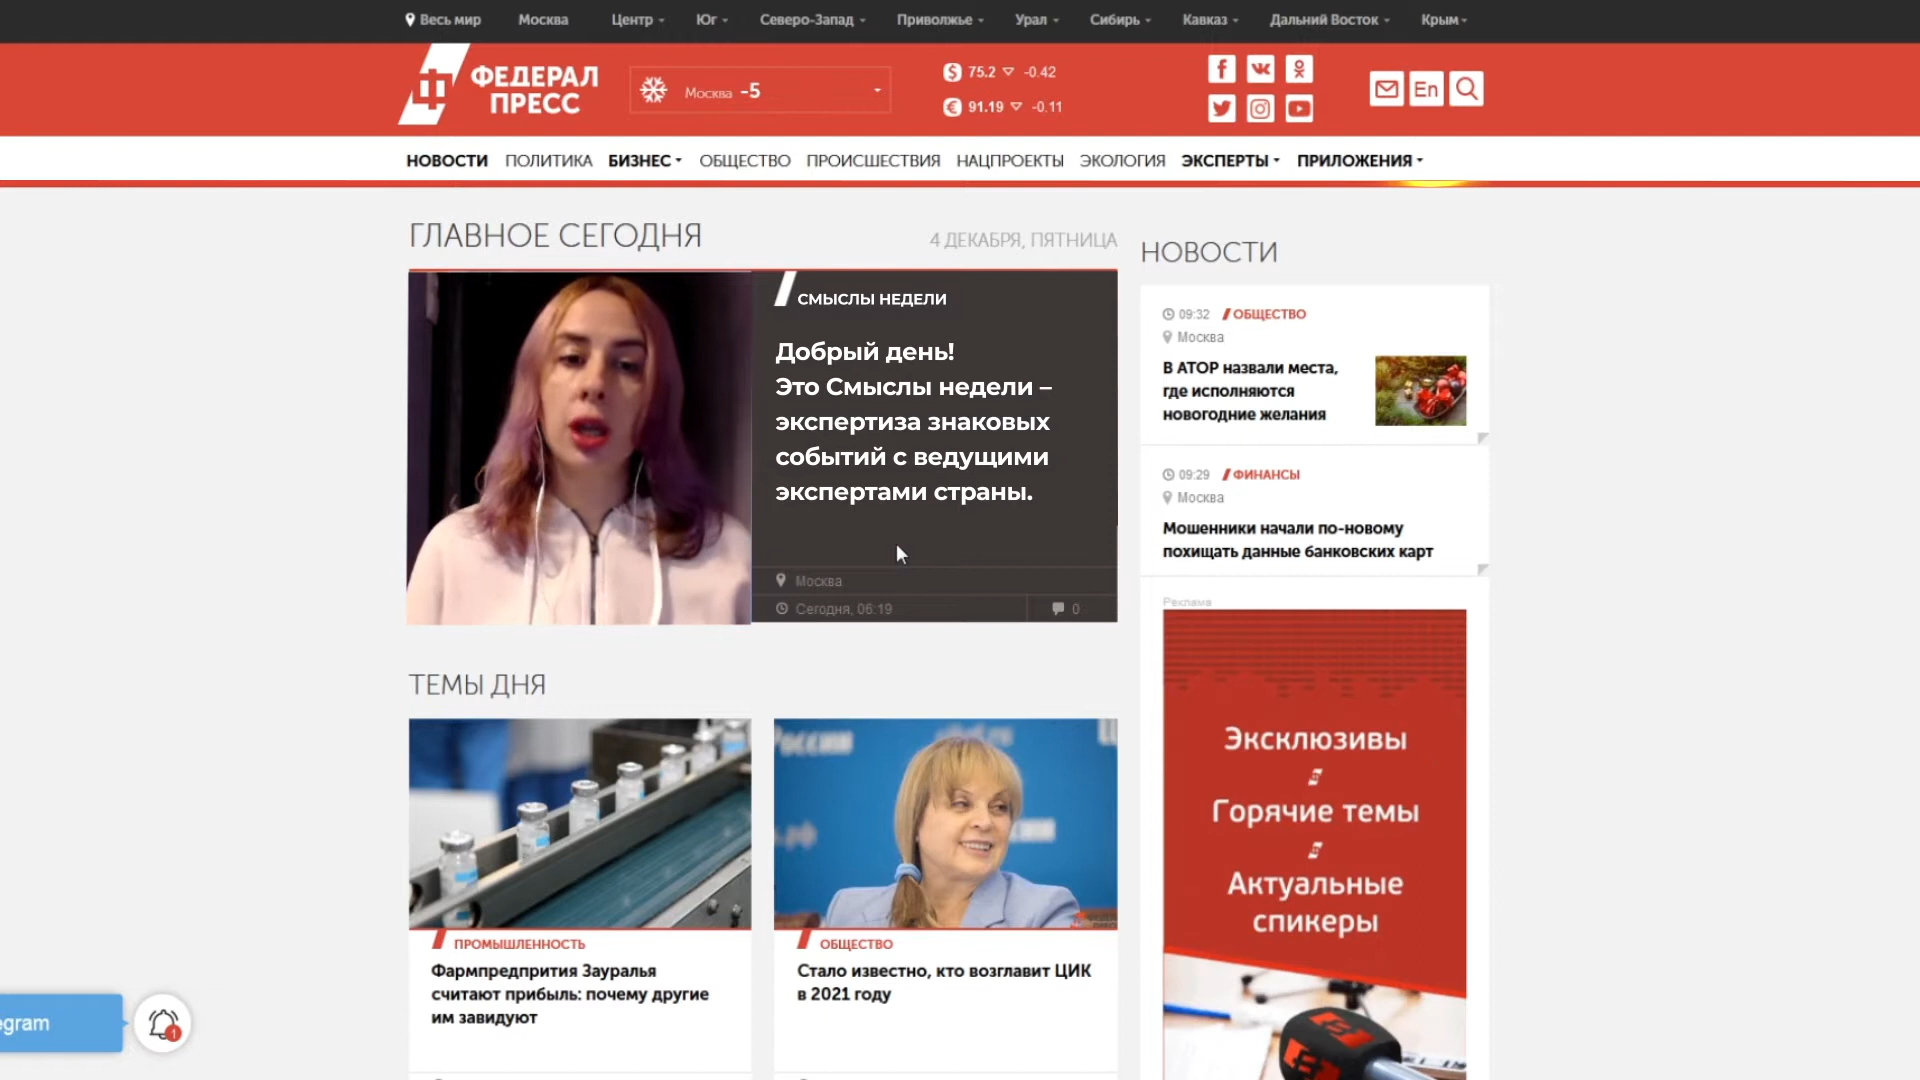 Весь мир
Москва
Центр
Юг
Северо-Запад
Приволжье
Урал
Сибирь
Кавказ
Дальний Восток
Крым
ФЕДЕРАЛ
ПРЕСС
Москва -5
$ 75.2 -0.42
€ 91.19 -0.11
En
НОВОСТИ
ПОЛИТИКА
БИЗНЕС
ОБЩЕСТВО
ПРОИСШЕСТВИЯ
НАЦПРОЕКТЫ
ЭКОЛОГИЯ
ЭКСПЕРТЫ
ПРИЛОЖЕНИЯ
ГЛАВНОЕ СЕГОДНЯ
4 ДЕКАБРЯ, ПЯТНИЦА
СМЫСЛЫ НЕДЕЛИ
Добрый день!
Это Смыслы недели –
экспертиза знаковых
событий с ведущими
экспертами страны.
Москва
Сегодня, 06:19
0
НОВОСТИ
09:32 ОБЩЕСТВО
Москва
В АТОР назвали места,
где исполняются
новогодние желания
09:29 ФИНАНСЫ
Москва
Мошенники начали по-новому
похищать данные банковских карт
Реклама
Эксклюзивы
Горячие темы
Актуальные
спикеры
ТЕМЫ ДНЯ
ПРОМЫШЛЕННОСТЬ
Фармпредпрития Зауралья
считают прибыль: почему другие
им завидуют
ОБЩЕСТВО
Стало известно, кто возглавит ЦИК
в 2021 году
egram
1